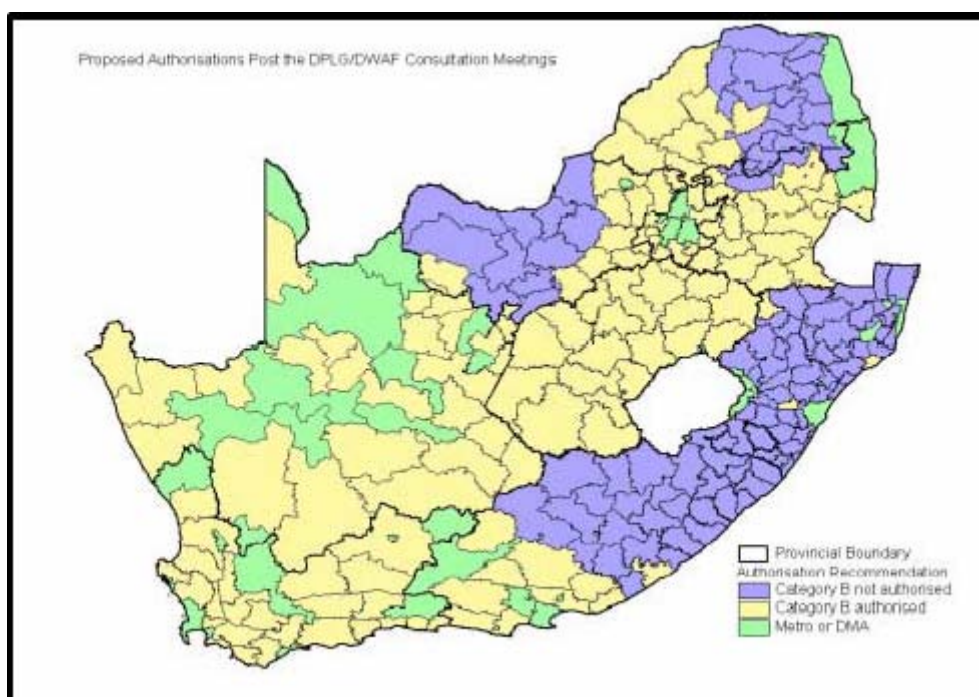 Proposed Authorisations Post the DPLG/DWAF Consultation Meetings
Provincial Boundary
Authorisation Recommendation
Category B not authorised
Category B authorised
Metro or DMA